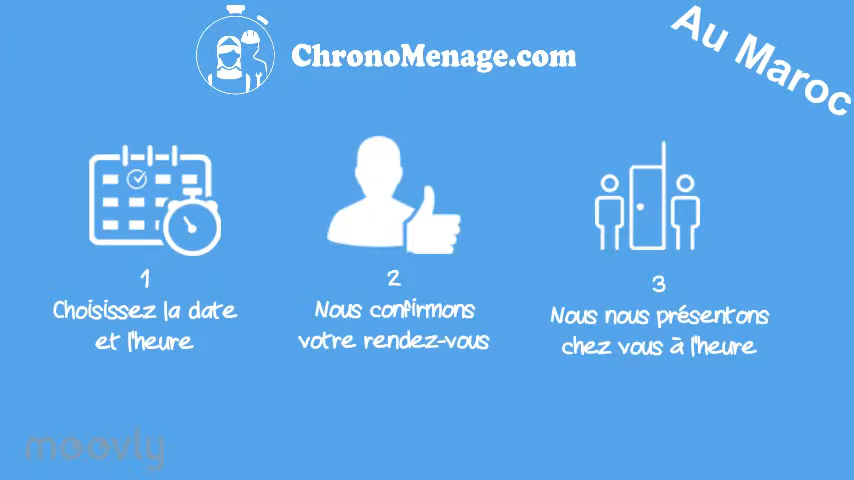 ChronoMenage.com
Au Maroc
1
Choisissez la date
et l'heure
2
Nous confirmons
votre rendez-vous
3
Nous nous présentons
chez vous à l'heure
moovly